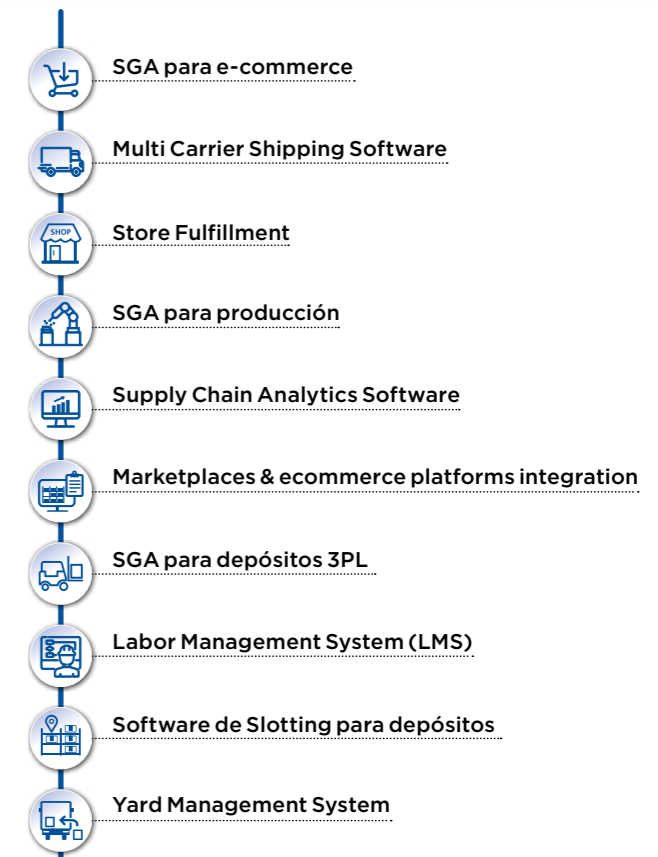 SGA para e-commerce
Multi Carrier Shipping Software
SHOP
Store Fulfillment
SGA para producción
Supply Chain Analytics Software
Marketplaces & ecommerce platforms integration
SGA para depósitos 3PL
Labor Management System (LMS)
Software de Slotting para depósitos
Yard Management System